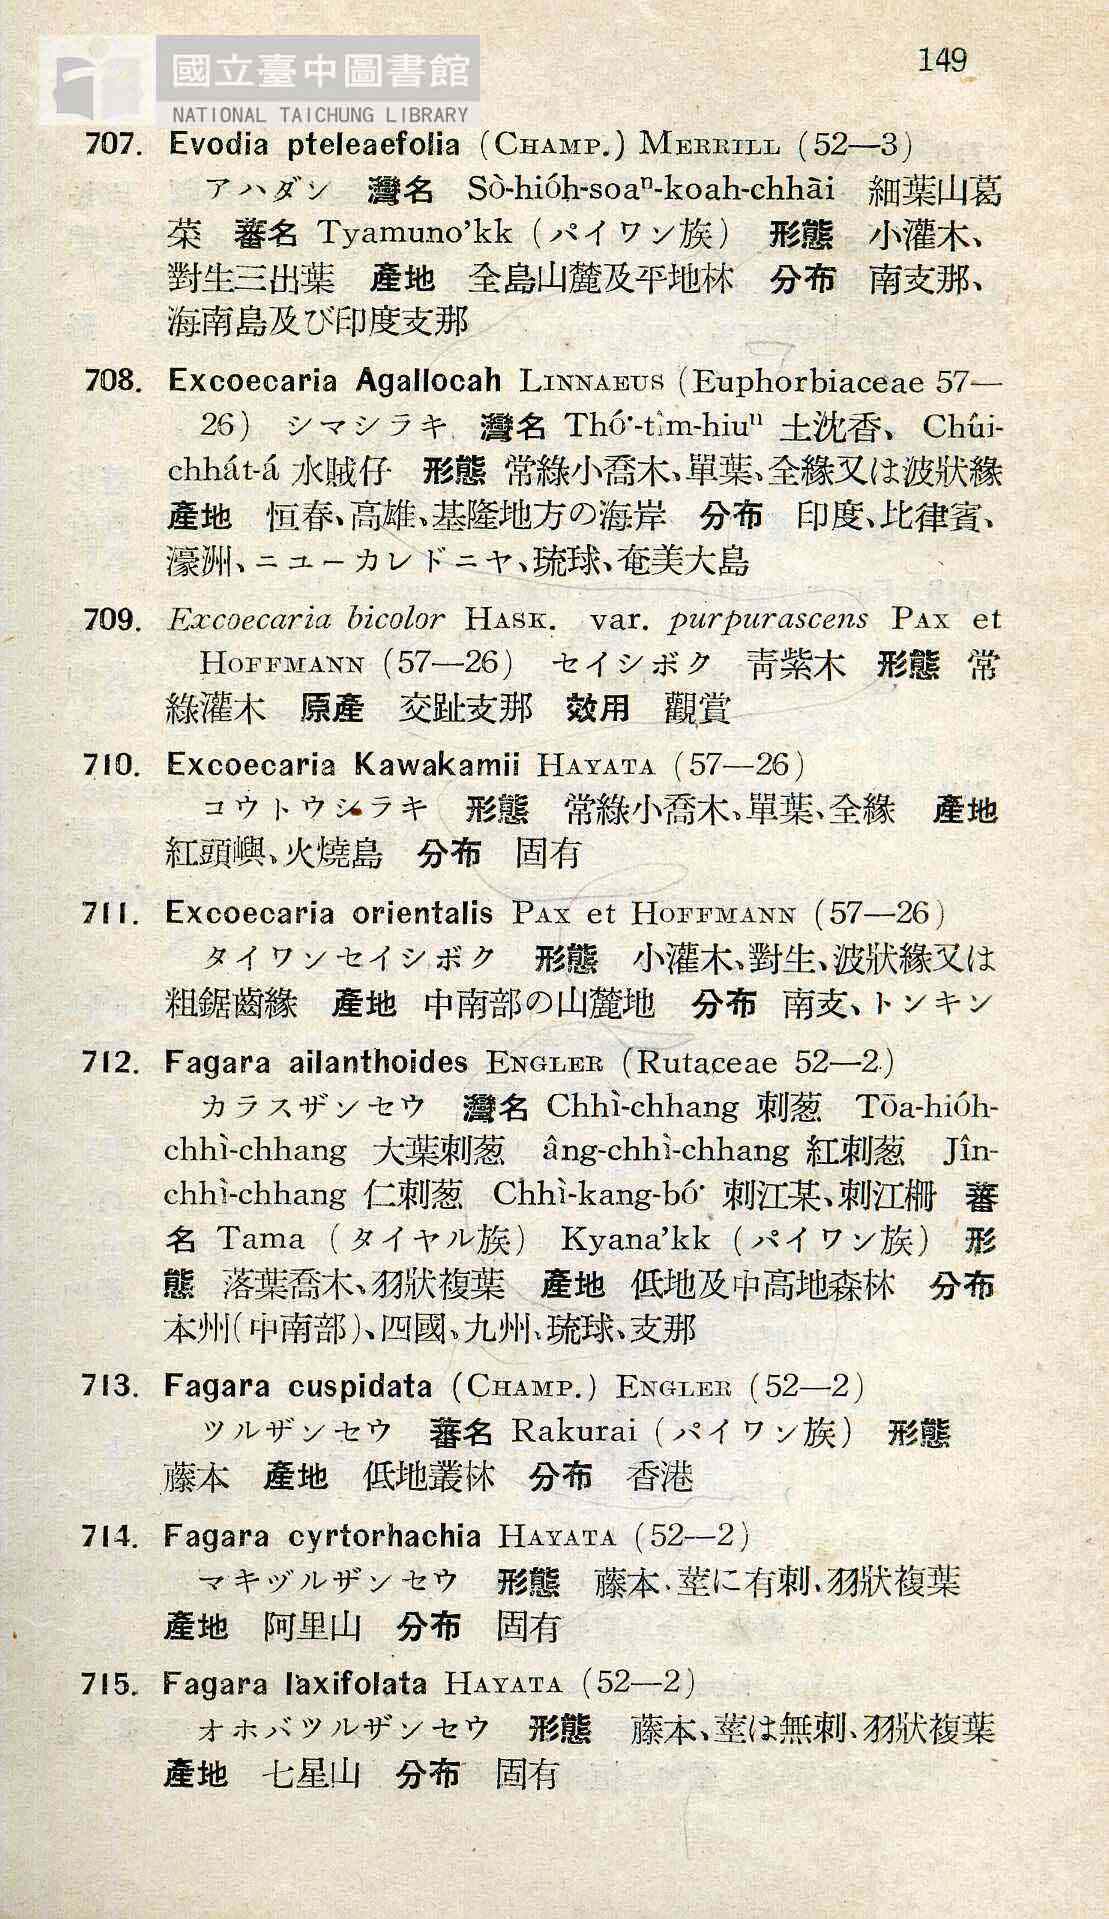 國立臺中圖書館
NATIONAL TAICHUNG LIBRARY
149
707. Evodia pteleaefolia (CHAMP.) MERRILL (52—3)
アハダン 灣名 Sò-hióh-soaⁿ-koah-chhāi 細葉山葛
菜 蕃名 Tyamuno'kk (パイワン族) 形態 小灌木、
對生三出葉 產地 全島山麓及平地林 分布 南支那、
海南島及び印度支那
708. Excoecaria Agallocah LINNAEUS (Euphorbiaceae 57—
26) シマシラキ 灣名 Thó͘-tîm-hiuⁿ 土沈香、 Chúi-
chhát-á 水賊仔 形態 常綠小喬木、單葉、全緣又は波狀緣
產地 恒春、高雄、基隆地方の海岸 分布 印度、比律賓、
濠洲、ニューカレドニヤ、琉球、奄美大島
709. Excoecaria bicolor HASK. var. purpurascens PAX et
HOFFMANN (57—26) セイシボク 靑紫木 形態 常
綠灌木 原產 交趾支那 效用 觀賞
710. Excoecaria Kawakamii HAYATA (57—26)
コウトウシラキ 形態 常綠小喬木、單葉、全緣 產地
紅頭嶼、火燒島 分布 固有
711. Excoecaria orientalis PAX et HOFFMANN (57—26)
タイワンセイシボク 形態 小灌木、對生、波狀緣又は
粗鋸齒緣 產地 中南部の山麓地 分布 南支、トンキン
712. Fagara ailanthoides ENGLER (Rutaceae 52—2)
カラスザンセウ 灣名 Chhì-chhang 刺葱 Tōa-hióh-
chhì-chhang 大葉刺葱 âng-chhì-chhang 紅刺葱 Jîn-
chhì-chhang 仁刺葱 Chhì-kang-bó͘ 刺江某、刺江柵 蕃
名 Tama (タイヤル族) Kyana'kk (パイワン族) 形
態 落葉喬木、羽狀複葉 產地 低地及中高地森林 分布
本州(中南部)、四國、九州、琉球、支那
713. Fagara cuspidata (CHAMP.) ENGLER (52—2)
ツルザンセウ 蕃名 Rakurai (パイワン族) 形態
藤本 產地 低地叢林 分布 香港
714. Fagara cyrtorhachia HAYATA (52—2)
マキヅルザンセウ 形態 藤本、莖に有刺、羽狀複葉
產地 阿里山 分布 固有
715. Fagara laxifolata HAYATA (52—2)
オホバツルザンセウ 形態 藤本、莖は無刺、羽狀複葉
產地 七星山 分布 固有